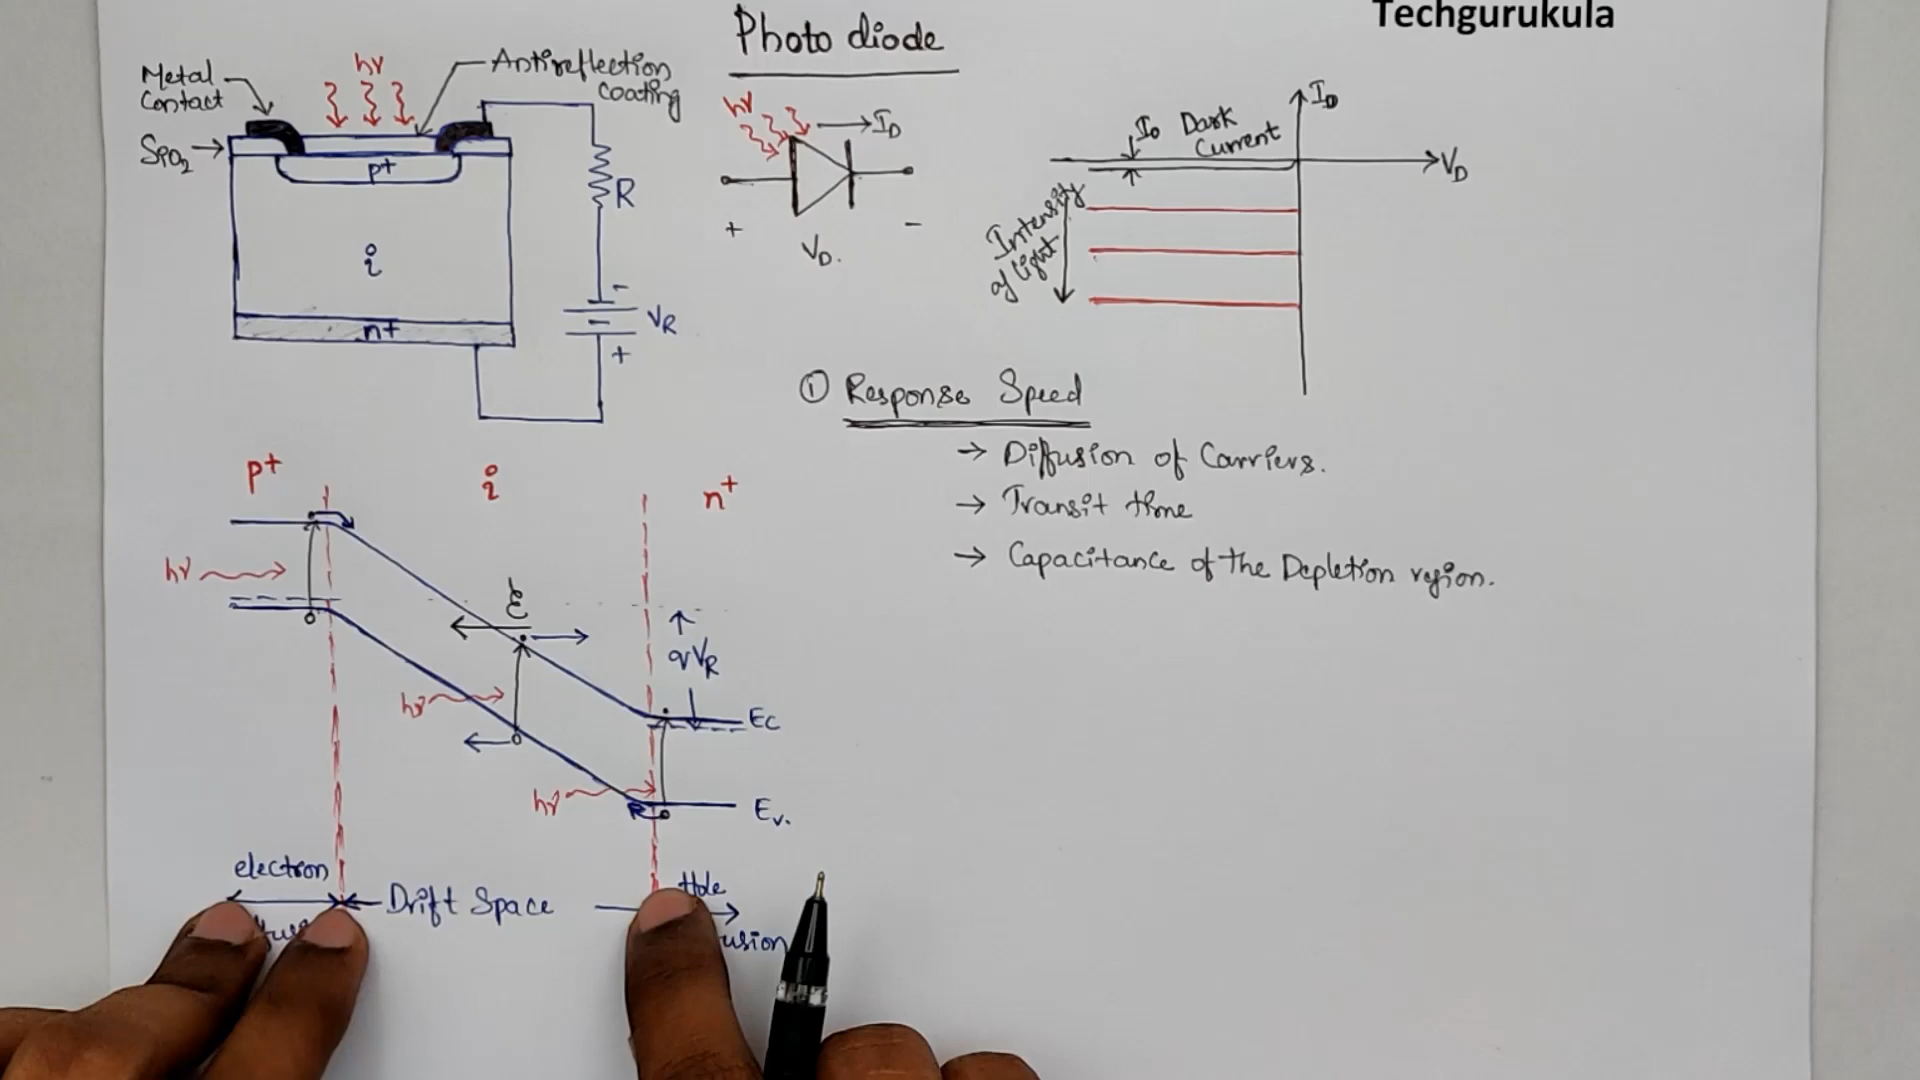 Techgurukula
Photo diode
Metal
Contact
hν
Antireflection
coating
SiO2
p+
i
n+
R
-
VR
+
hν
ID
+
-
VD.
ID
I0 Dark
Current
VD
Intensity
of light
① Response Speed
→ Diffusion of Carriers.
→ Transit time
→ Capacitance of the Depletion region.
p+
i
n+
hν
ℰ
qVR
hν
Ec
hν
Ev.
electron
Drift Space
Hole